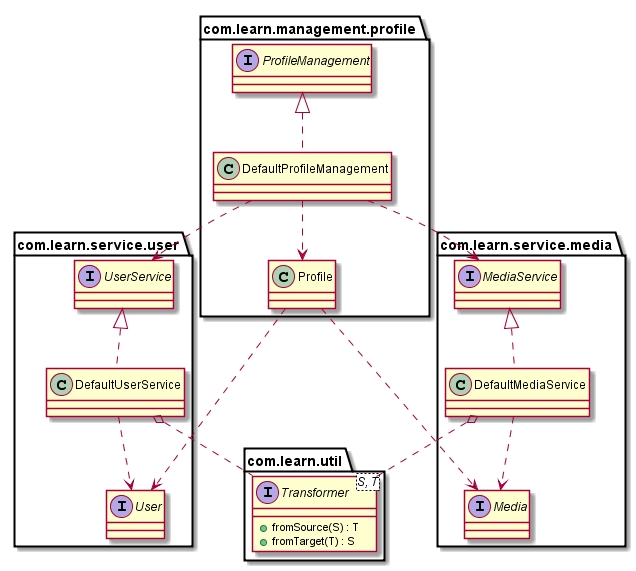 com.learn.management.profile
I ProfileManagement
C DefaultProfileManagement
com.learn.service.user
com.learn.service.media
I UserService
C Profile
I MediaService
C DefaultUserService
C DefaultMediaService
com.learn.util
I Transformer
S, T
fromSource(S) : T
fromTarget(T) : S
I User
I Media